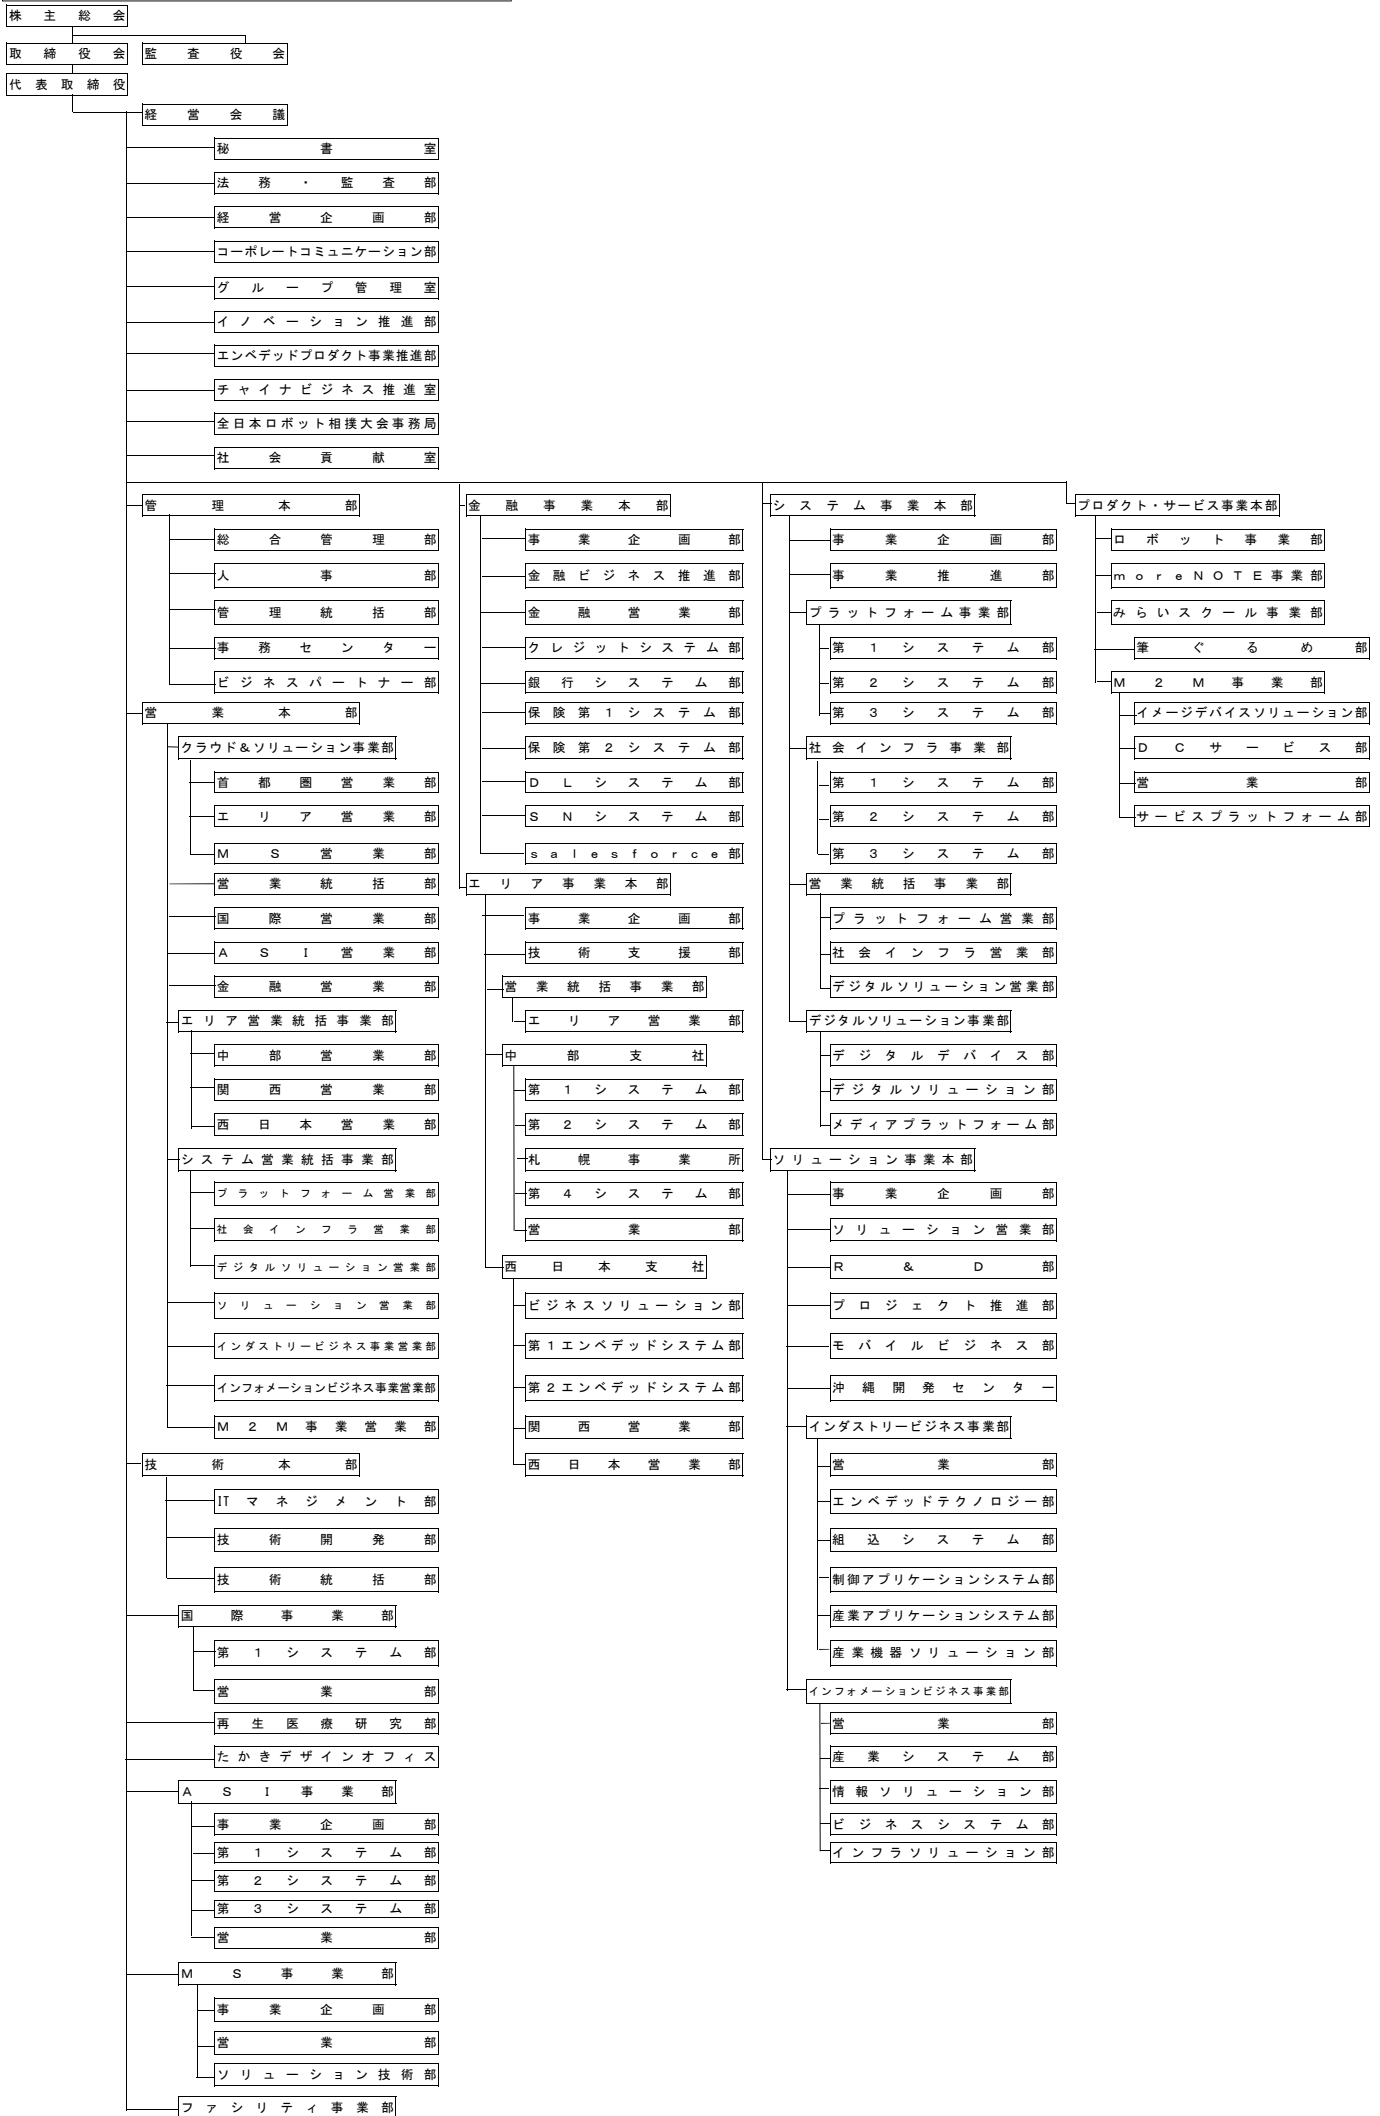 株主総会
取締役会
監査役会
代表取締役
経営会議
秘書室
法務・監査部
経営企画部
コーポレートコミュニケーション部
グループ管理室
イノベーション推進部
エンベデッドプロダクト事業推進部
チャイナビジネス推進室
全日本ロボット相撲大会事務局
社会貢献室
管理本部
総合管理部
人事部
管理統括部
事務センター
ビジネスパートナー部
営業本部
クラウド&ソリューション事業部
首都圏営業部
エリア営業部
MS営業部
営業統括部
国際営業部
ASI営業部
金融営業部
エリア営業統括事業部
中部営業部
関西営業部
西日本営業部
システム営業統括事業部
プラットフォーム営業部
社会インフラ営業部
デジタルソリューション営業部
ソリューション営業部
インダストリービジネス事業営業部
インフォメーションビジネス事業営業部
M2M事業営業部
技術本部
ITマネジメント部
技術開発部
技術統括部
国際事業部
第1システム部
営業部
再生医療研究部
たかきデザインオフィス
ASI事業部
事業企画部
第1システム部
第2システム部
第3システム部
営業部
MS事業部
事業企画部
営業部
ソリューション技術部
ファシリティ事業部
金融事業本部
事業企画部
金融ビジネス推進部
金融営業部
クレジットシステム部
銀行システム部
保険第1システム部
保険第2システム部
DLシステム部
SNシステム部
salesforce部
エリア事業本部
事業企画部
技術支援部
営業統括事業部
エリア営業部
中部支社
第1システム部
第2システム部
札幌事業所
第4システム部
営業部
西日本支社
ビジネスソリューション部
第1エンベデッドシステム部
第2エンベデッドシステム部
関西営業部
西日本営業部
システム事業本部
事業企画部
事業推進部
プラットフォーム事業部
第1システム部
第2システム部
第3システム部
社会インフラ事業部
第1システム部
第2システム部
第3システム部
営業統括事業部
プラットフォーム営業部
社会インフラ営業部
デジタルソリューション営業部
デジタルソリューション事業部
デジタルデバイス部
デジタルソリューション部
メディアプラットフォーム部
ソリューション事業本部
事業企画部
ソリューション営業部
R&D部
プロジェクト推進部
モバイルビジネス部
沖縄開発センター
インダストリービジネス事業部
営業部
エンベデッドテクノロジー部
組込システム部
制御アプリケーションシステム部
産業アプリケーションシステム部
産業機器ソリューション部
インフォメーションビジネス事業部
営業部
産業システム部
情報ソリューション部
ビジネスシステム部
インフラソリューション部
プロダクト・サービス事業本部
ロボット事業部
moreNOTE事業部
みらいスクール事業部
筆ぐるめ部
M2M事業部
イメージデバイスソリューション部
DCサービス部
営業部
サービスプラットフォーム部